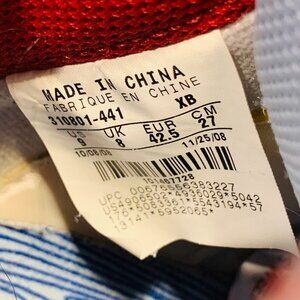 MADE IN CHINA
FABRIQUE EN CHINE
310801-441 XB
US UK EUR CM
9 8 42.5 27
10/08/08 11/25/08
UPC 00675556383227